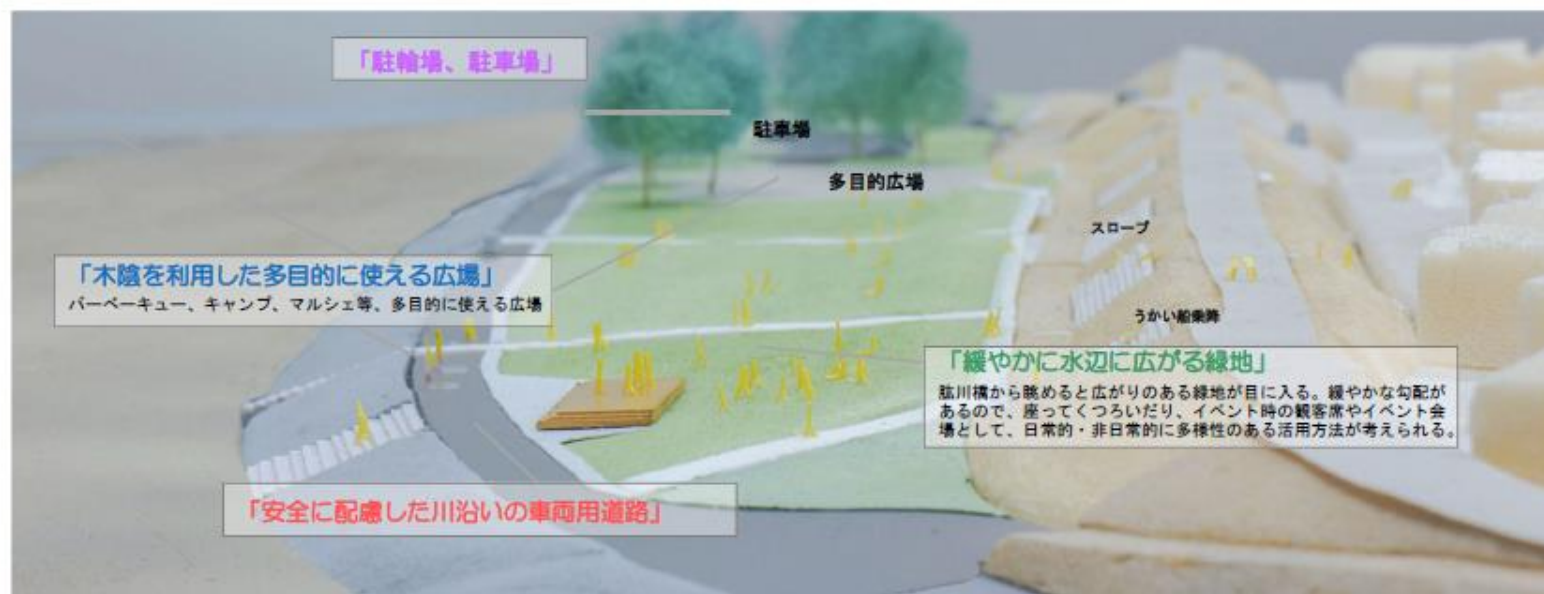 「駐輪場、駐車場」
駐車場
多目的広場
スロープ
「木陰を利用した多目的に使える広場」
バーベキュー、キャンプ、マルシェ等、多目的に使える広場
うかい船乗降
「緩やかに水辺に広がる緑地」
肱川橋から眺めると広がりのある緑地が目に入る。緩やかな勾配が
あるので、座ってくつろいだり、イベント時の観客席やイベント会
場として、日常的・非日常的に多様性のある活用方法が考えられる。
「安全に配慮した川沿いの車両用道路」